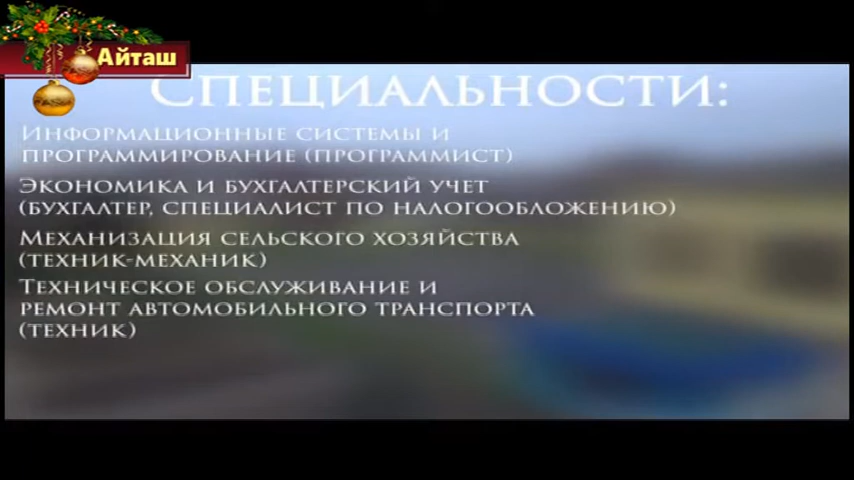 Айташ
Специальности:
Информационные системы и
программирование (программист)
Экономика и бухгалтерский учет
(бухгалтер, специалист по налогообложению)
Механизация сельского хозяйства
(техник-механик)
Техническое обслуживание и
ремонт автомобильного транспорта
(техник)